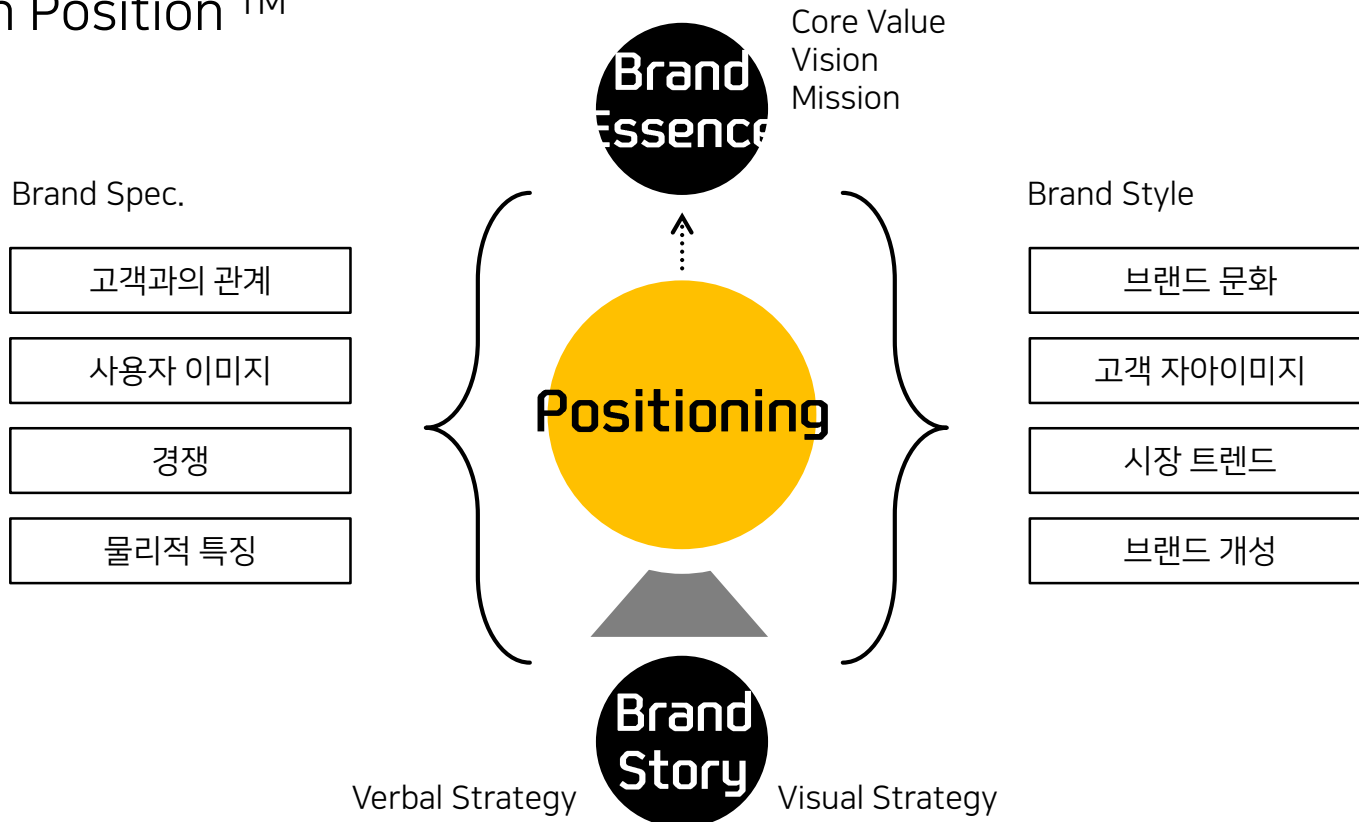 Position ™
Core Value
Vision
Mission
Brand
Essence
Brand Spec.
고객과의 관계
사용자 이미지
경쟁
물리적 특징
Positioning
Brand Style
브랜드 문화
고객 자아이미지
시장 트렌드
브랜드 개성
Brand
Story
Verbal Strategy
Visual Strategy